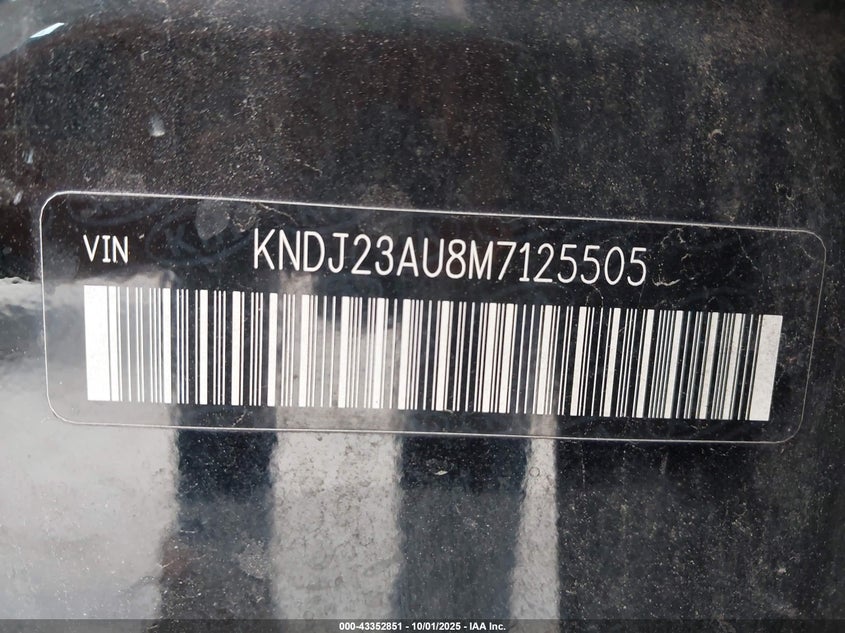 VIN KNDJ23AU8M7125505
000-43352851 | 10/01/2025 - IAA Inc.